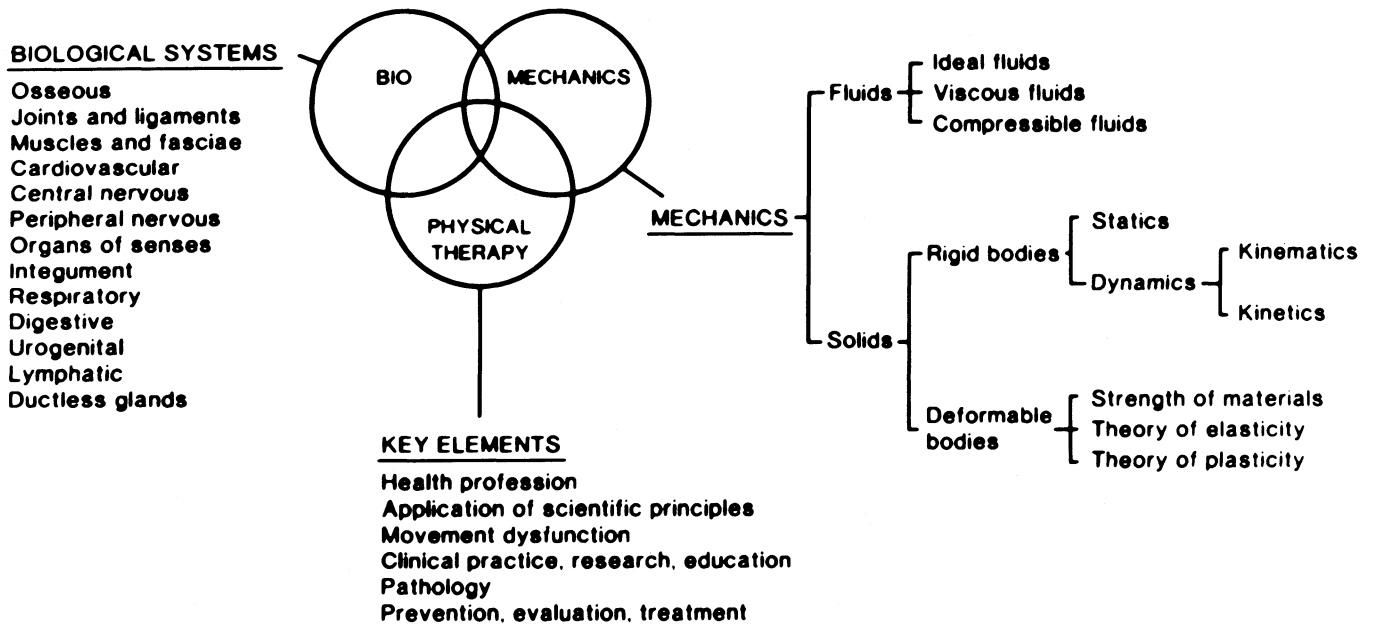 BIOLOGICAL SYSTEMS
Osseous
Joints and ligaments
Muscles and fasciae
Cardiovascular
Central nervous
Peripheral nervous
Organs of senses
Integument
Respiratory
Digestive
Urogenital
Lymphatic
Ductless glands
BIO
MECHANICS
PHYSICAL
THERAPY
KEY ELEMENTS
Health profession
Application of scientific principles
Movement dysfunction
Clinical practice, research, education
Pathology
Prevention, evaluation, treatment
MECHANICS
Fluids
Ideal fluids
Viscous fluids
Compressible fluids
Solids
Rigid bodies
Statics
Dynamics
Kinematics
Kinetics
Deformable
bodies
Strength of materials
Theory of elasticity
Theory of plasticity